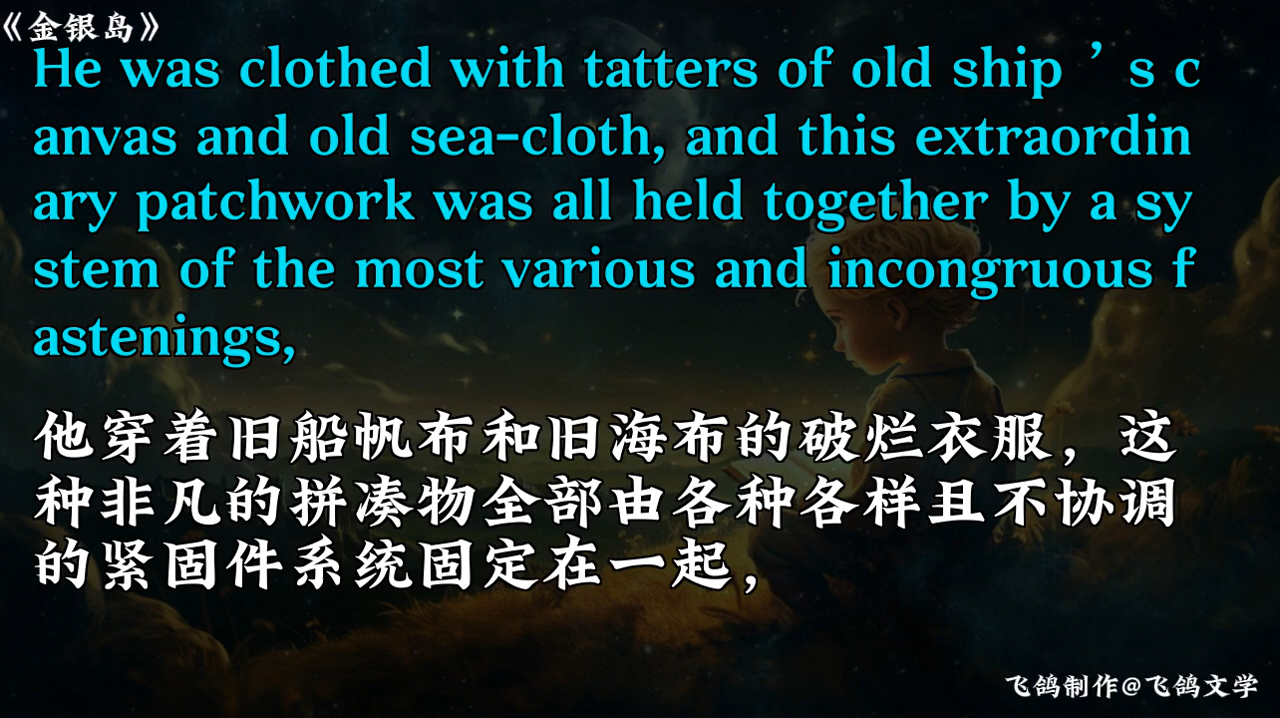 《金银岛》
He was clothed with tatters of old ship ’ s c
anvas and old sea-cloth, and this extraordin
ary patchwork was all held together by a sy
stem of the most various and incongruous f
astenings,
他穿着旧船帆布和旧海布的破烂衣服，这
种非凡的拼凑物全部由各种各样且不协调
的紧固件系统固定在一起，
飞鸽制作@飞鸽文学